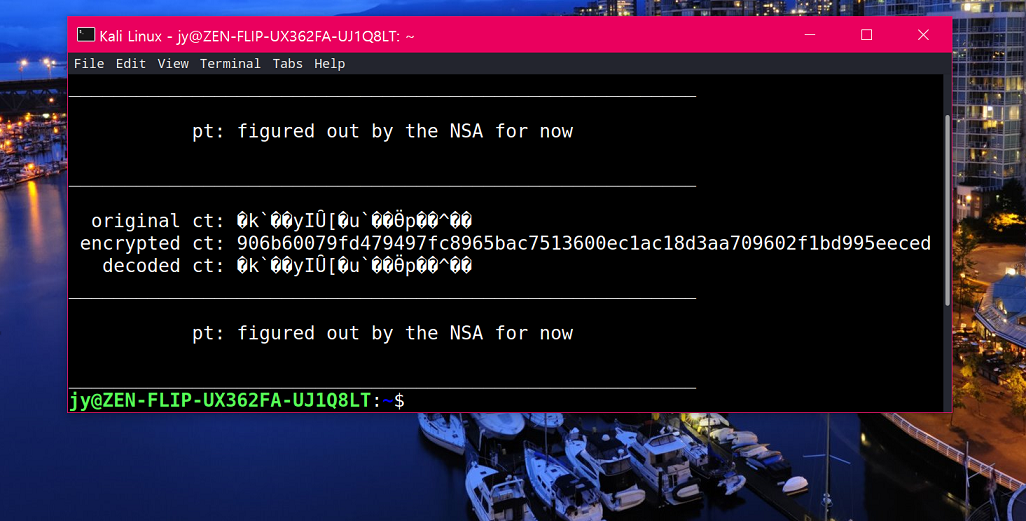 Kali Linux - jy@ZEN-FLIP-UX362FA-UJ1Q8LT: ~
File Edit View Terminal Tabs Help
pt: figured out by the NSA for now
original ct: �k`��yIÛ[�u`��θ̈p��^��
encrypted ct: 906b60079fd479497fc8965bac7513600ec1ac18d3aa709602f1bd995eeced
decoded ct: �k`��yIÛ[�u`��θ̈p��^��
pt: figured out by the NSA for now
jy@ZEN-FLIP-UX362FA-UJ1Q8LT:~$